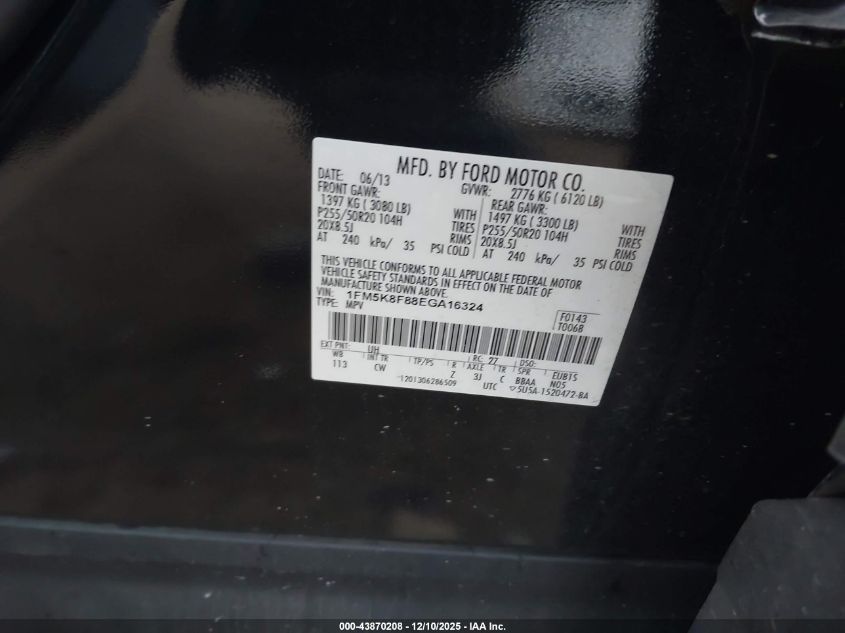 MFD. BY FORD MOTOR CO.
DATE: 06/13 GVWR: 2776 KG ( 6120 LB)
FRONT GAWR: REAR GAWR:
1397 KG ( 3080 LB) WITH 1497 KG ( 3300 LB) WITH
P255/50R20 104H TIRES P255/50R20 104H TIRES
20X8.5J RIMS 20X8.5J RIMS
AT 240 kPa/ 35 PSI COLD AT 240 kPa/ 35 PSI COLD
THIS VEHICLE CONFORMS TO ALL APPLICABLE FEDERAL MOTOR
VEHICLE SAFETY STANDARDS IN EFFECT ON THE DATE OF
MANUFACTURE SHOWN ABOVE.
VIN: 1FM5K8F88EGA16324 F0143
TYPE: MPV T0068
EXT PNT: UH RC: 27 DSO:
WB INT TR TP/PS R AXLE TR SPR EUB15
113 CW Z 3J C BBAA N05
1201306286509 UTC 5U5A-1520472-BA
000-43870208 - 12/10/2025 - IAA Inc.